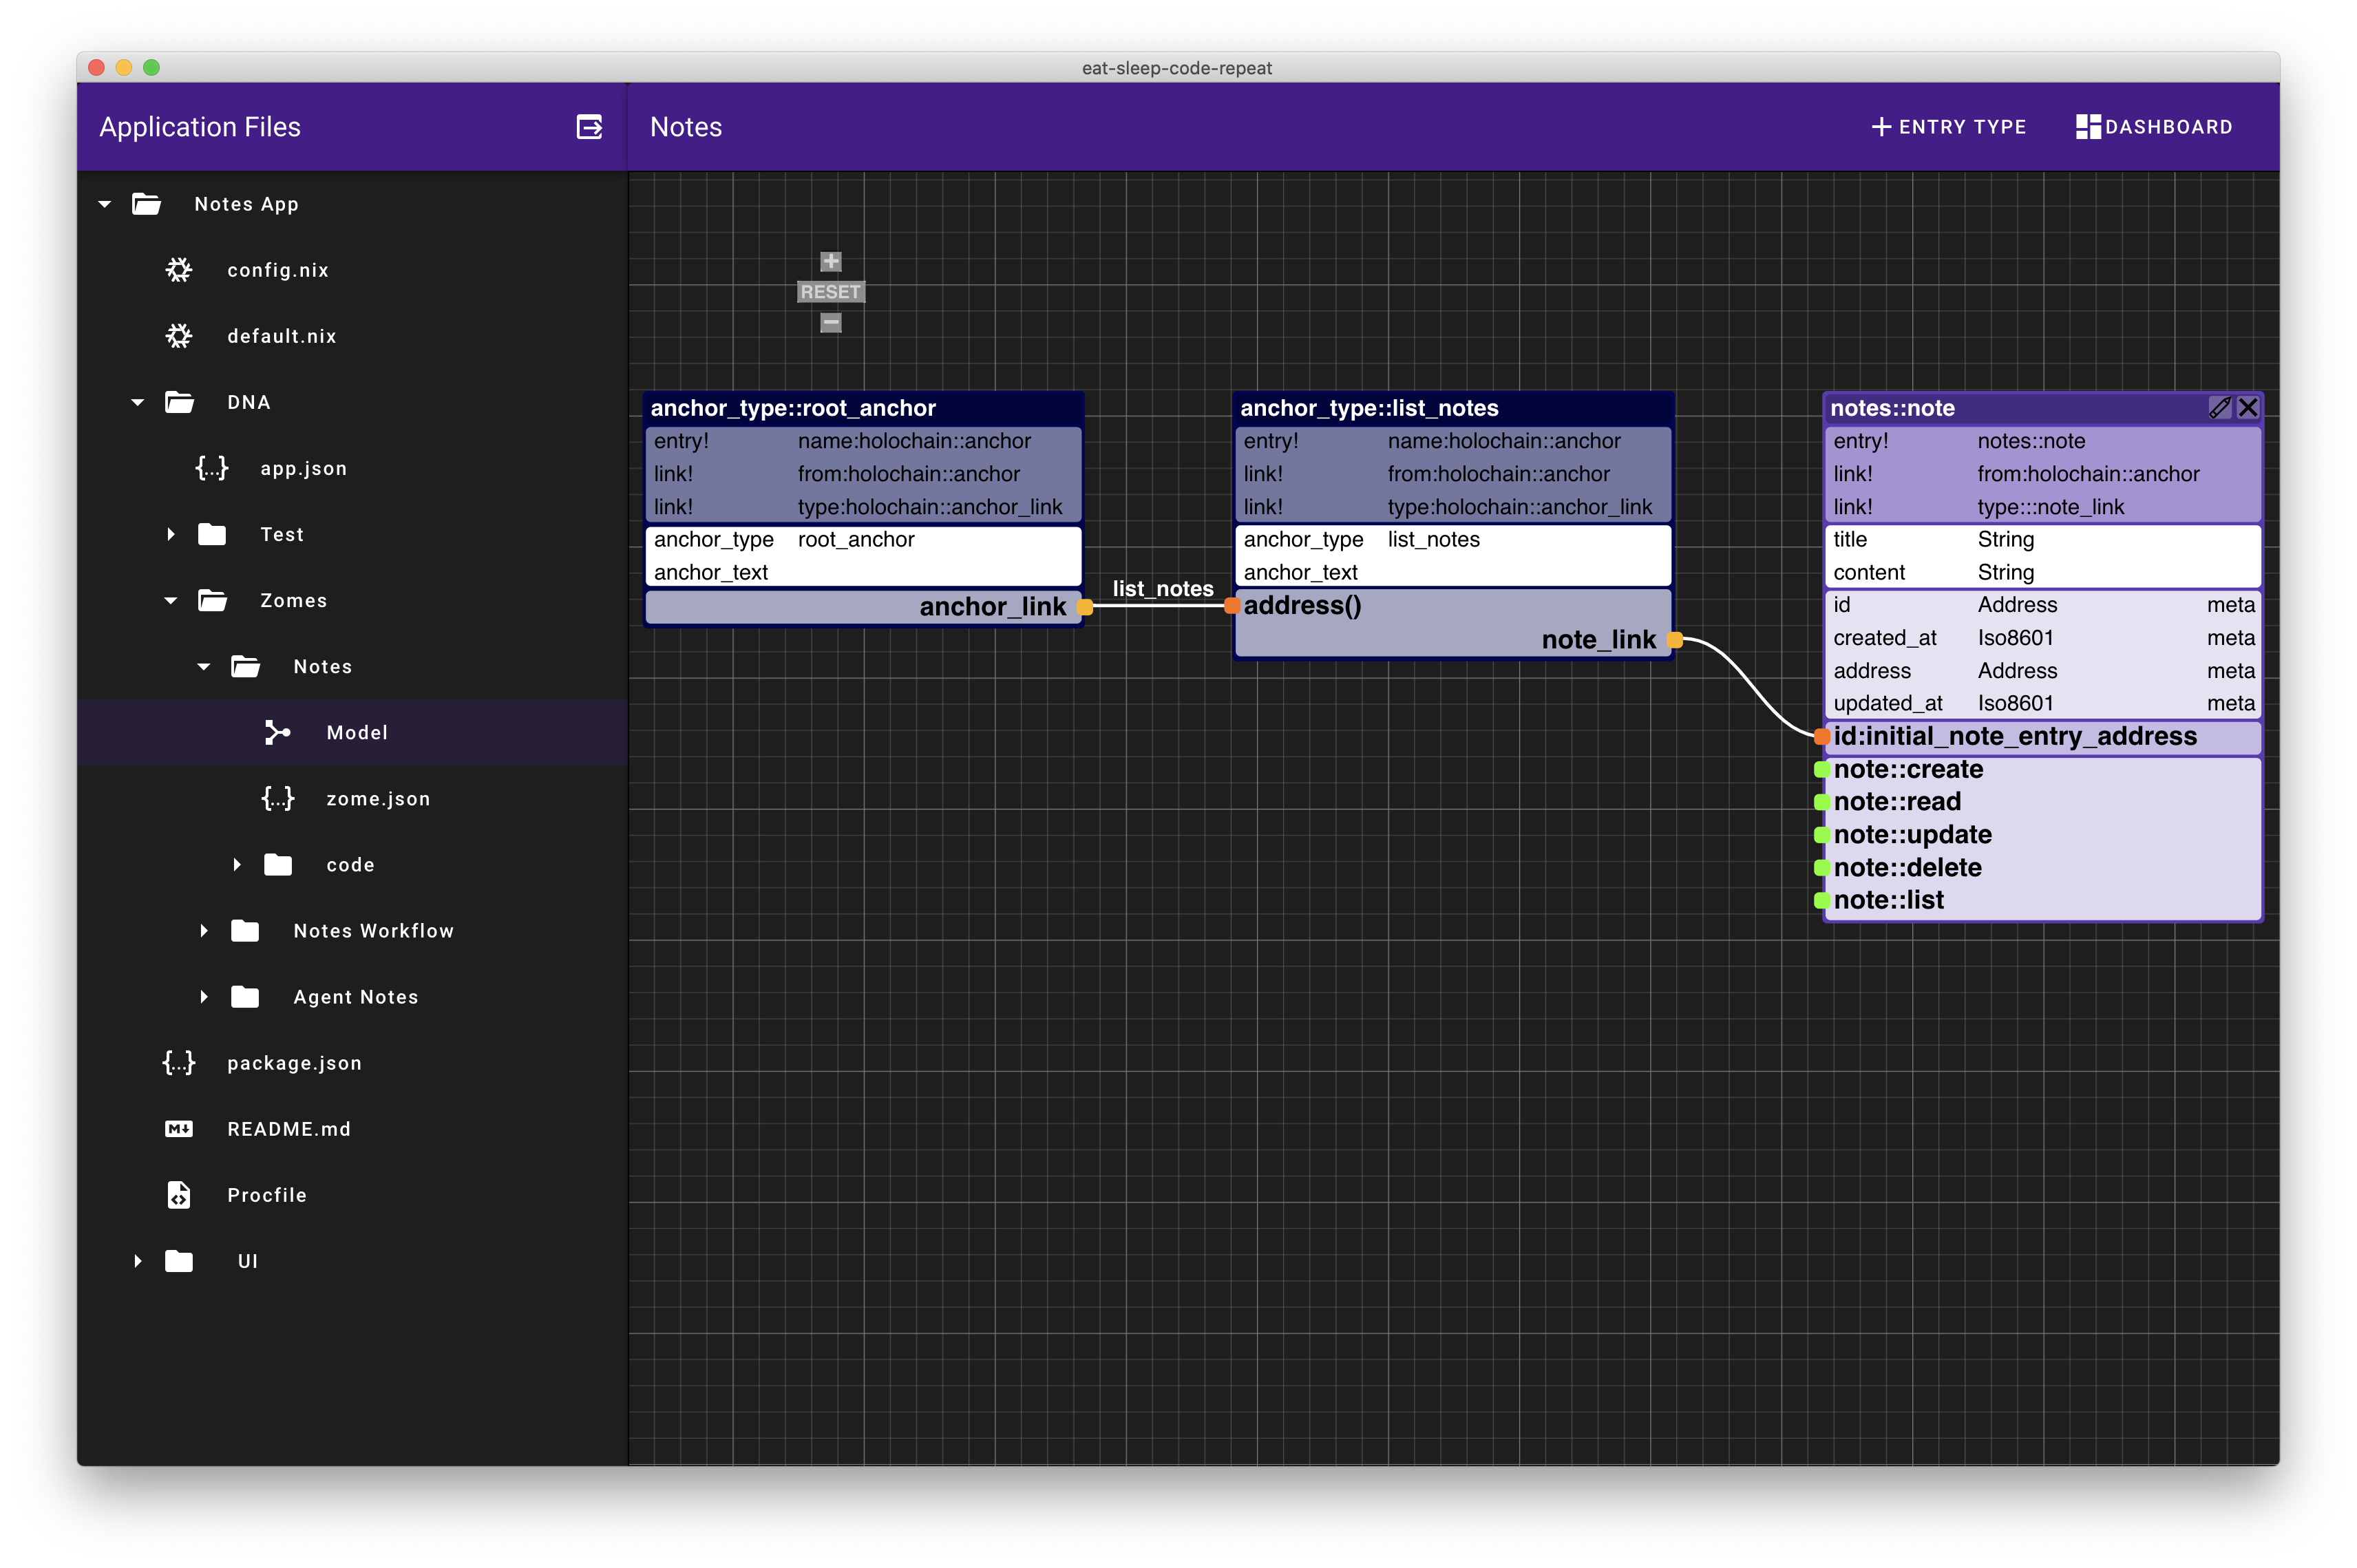 eat-sleep-code-repeat
Application Files
Notes App
config.nix
default.nix
DNA
{...} app.json
Test
Zomes
Notes
Model
{...} zome.json
code
Notes Workflow
Agent Notes
{...} package.json
M README.md
Procfile
UI
Notes
+ ENTRY TYPE
DASHBOARD
+
RESET
−
anchor_type::root_anchor
entry! name:holochain::anchor
link! from:holochain::anchor
link! type:holochain::anchor_link
anchor_type root_anchor
anchor_text
anchor_link
list_notes
anchor_type::list_notes
entry! name:holochain::anchor
link! from:holochain::anchor
link! type:holochain::anchor_link
anchor_type list_notes
anchor_text
address()
note_link
notes::note
entry! notes::note
link! from:holochain::anchor
link! type:::note_link
title String
content String
id Address meta
created_at Iso8601 meta
address Address meta
updated_at Iso8601 meta
id:initial_note_entry_address
note::create
note::read
note::update
note::delete
note::list